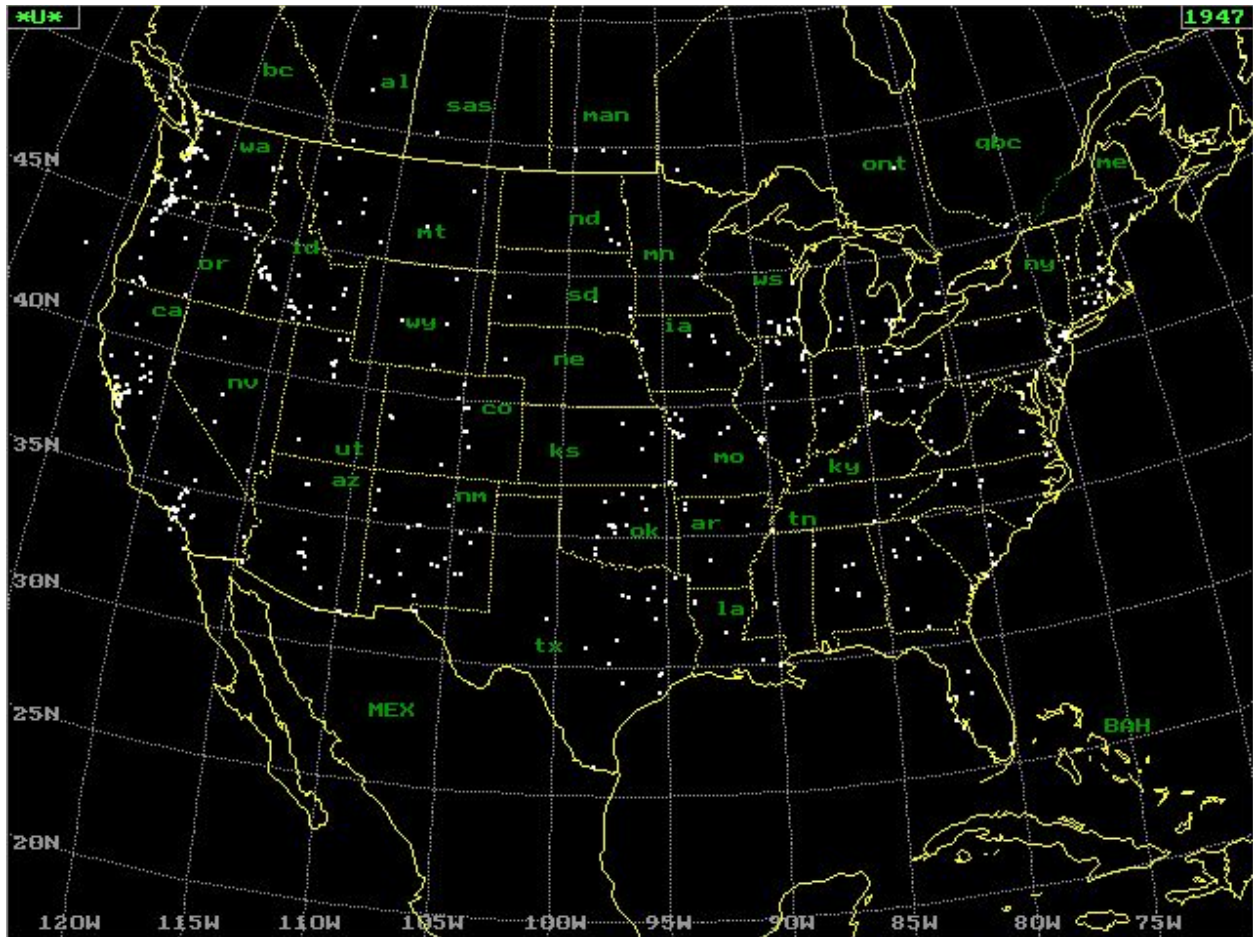 *U*
1947
bc
al
sas
man
ont
qbc
me
45N
wa
mt
nd
mn
id
or
ws
ny
40N
ca
wy
sd
ia
nv
ne
co
35N
ut
az
nm
ks
mo
ky
ok
ar
tn
30N
la
tx
25N
MEX
BAH
20N
120W 115W 110W 105W 100W 95W 90W 85W 80W 75W